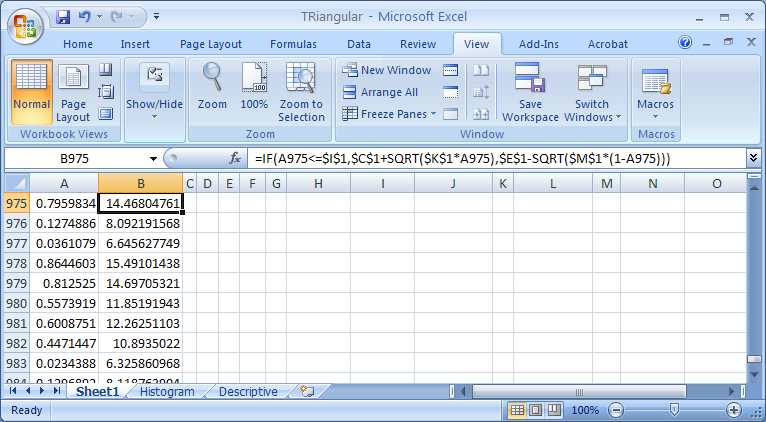 TRiangular - Microsoft Excel
Home Insert Page Layout Formulas Data Review View Add-Ins Acrobat
Normal
Page Layout
Workbook Views
Show/Hide
Zoom
100%
Zoom to Selection
Zoom
New Window
Arrange All
Freeze Panes
Save Workspace
Switch Windows
Window
Macros
Macros
B975 fx =IF(A975<=$I$1,$C$1+SQRT($K$1*A975),$E$1-SQRT($M$1*(1-A975)))
A B C D E F G H I J K L M N O
975 0.7959834 14.46804761
976 0.1274886 8.092191568
977 0.0361079 6.645627749
978 0.8644603 15.49101438
979 0.812525 14.69705321
980 0.5573919 11.85191943
981 0.6008751 12.26251103
982 0.4471447 10.8935022
983 0.0234388 6.325860968
984 0.1296892 8.118763904
Sheet1 Histogram Descriptive
Ready 100%